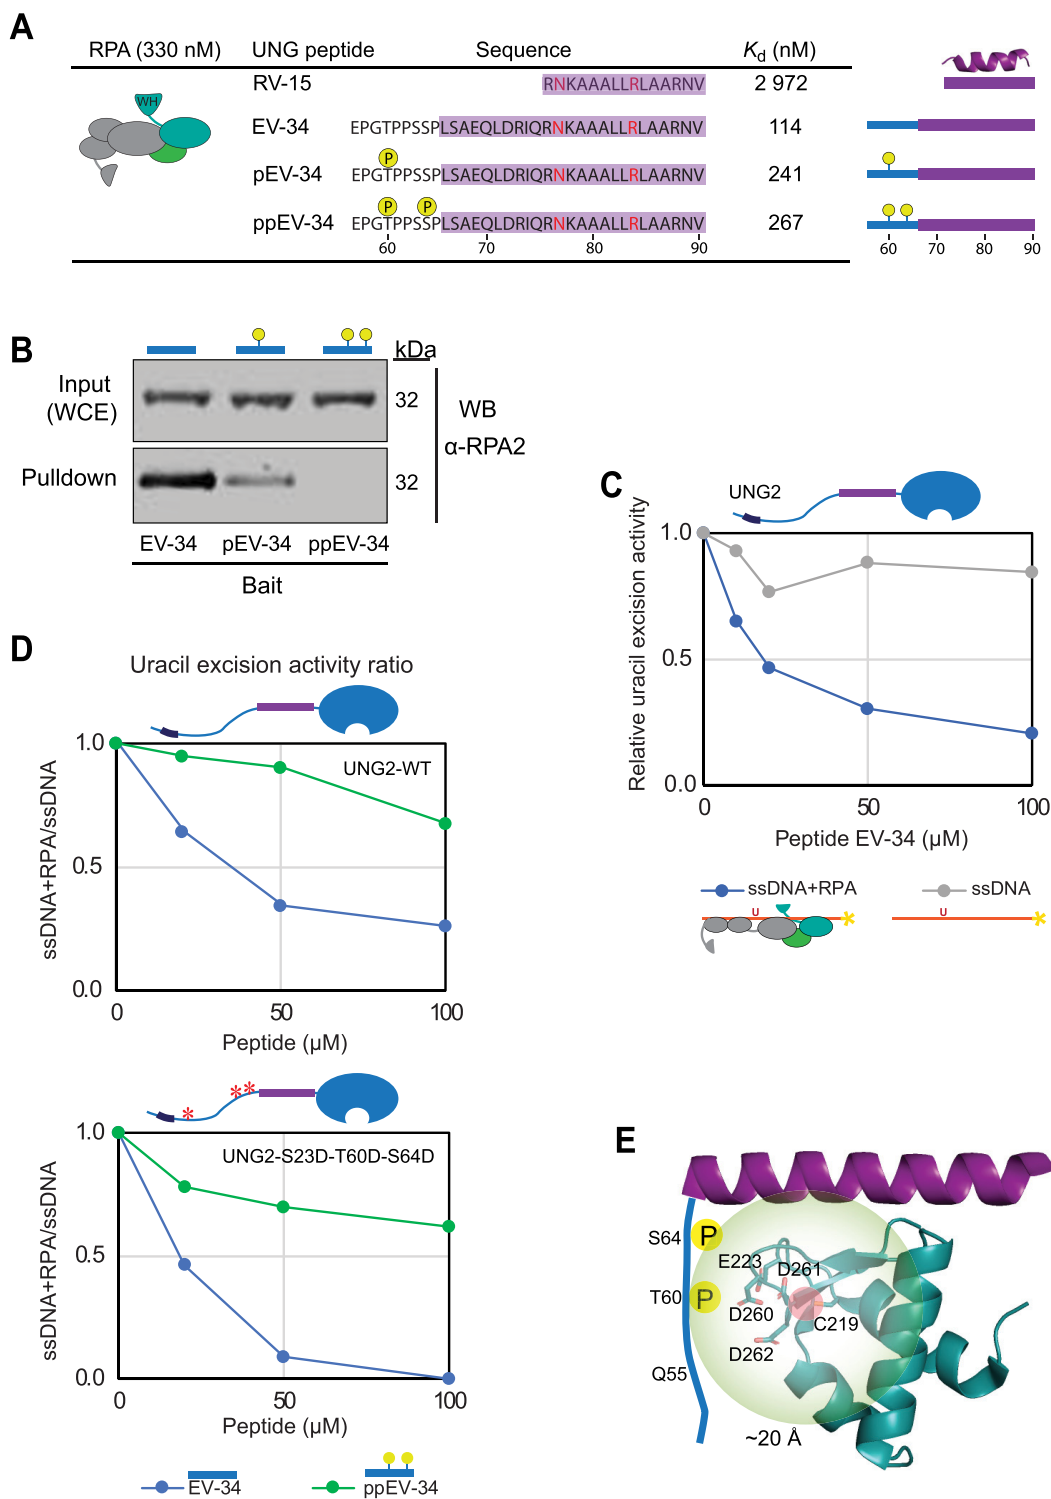 A
RPA (330 nM) UNG peptide Sequence Kd (nM)
WH
RV-15 RNKAAALLRLAARNV 2 972
EV-34 EPGTPPSSPLSAEQLDRIQRNKAAALLRLAARNV 114
P
pEV-34 EPGTPPSSPLSAEQLDRIQRNKAAALLRLAARNV 241
P P
ppEV-34 EPGTPPSSPLSAEQLDRIQRNKAAALLRLAARNV 267
60 70 80 90
60 70 80 90
B
kDa
Input
(WCE)
32
WB
α-RPA2
Pulldown
32
EV-34 pEV-34 ppEV-34
Bait
C
UNG2
Relative uracil excision activity
1.0
0.5
0.0
0 50 100
Peptide EV-34 (µM)
ssDNA+RPA ssDNA
U U
* *
D
Uracil excision activity ratio
ssDNA+RPA/ssDNA
1.0
UNG2-WT
0.5
0.0
0 50 100
Peptide (µM)
* * *
ssDNA+RPA/ssDNA
1.0
UNG2-S23D-T60D-S64D
0.5
0.0
0 50 100
Peptide (µM)
EV-34 ppEV-34
E
S64 P
E223 D261
T60 P
D260 C219
D262
Q55
~20 Å